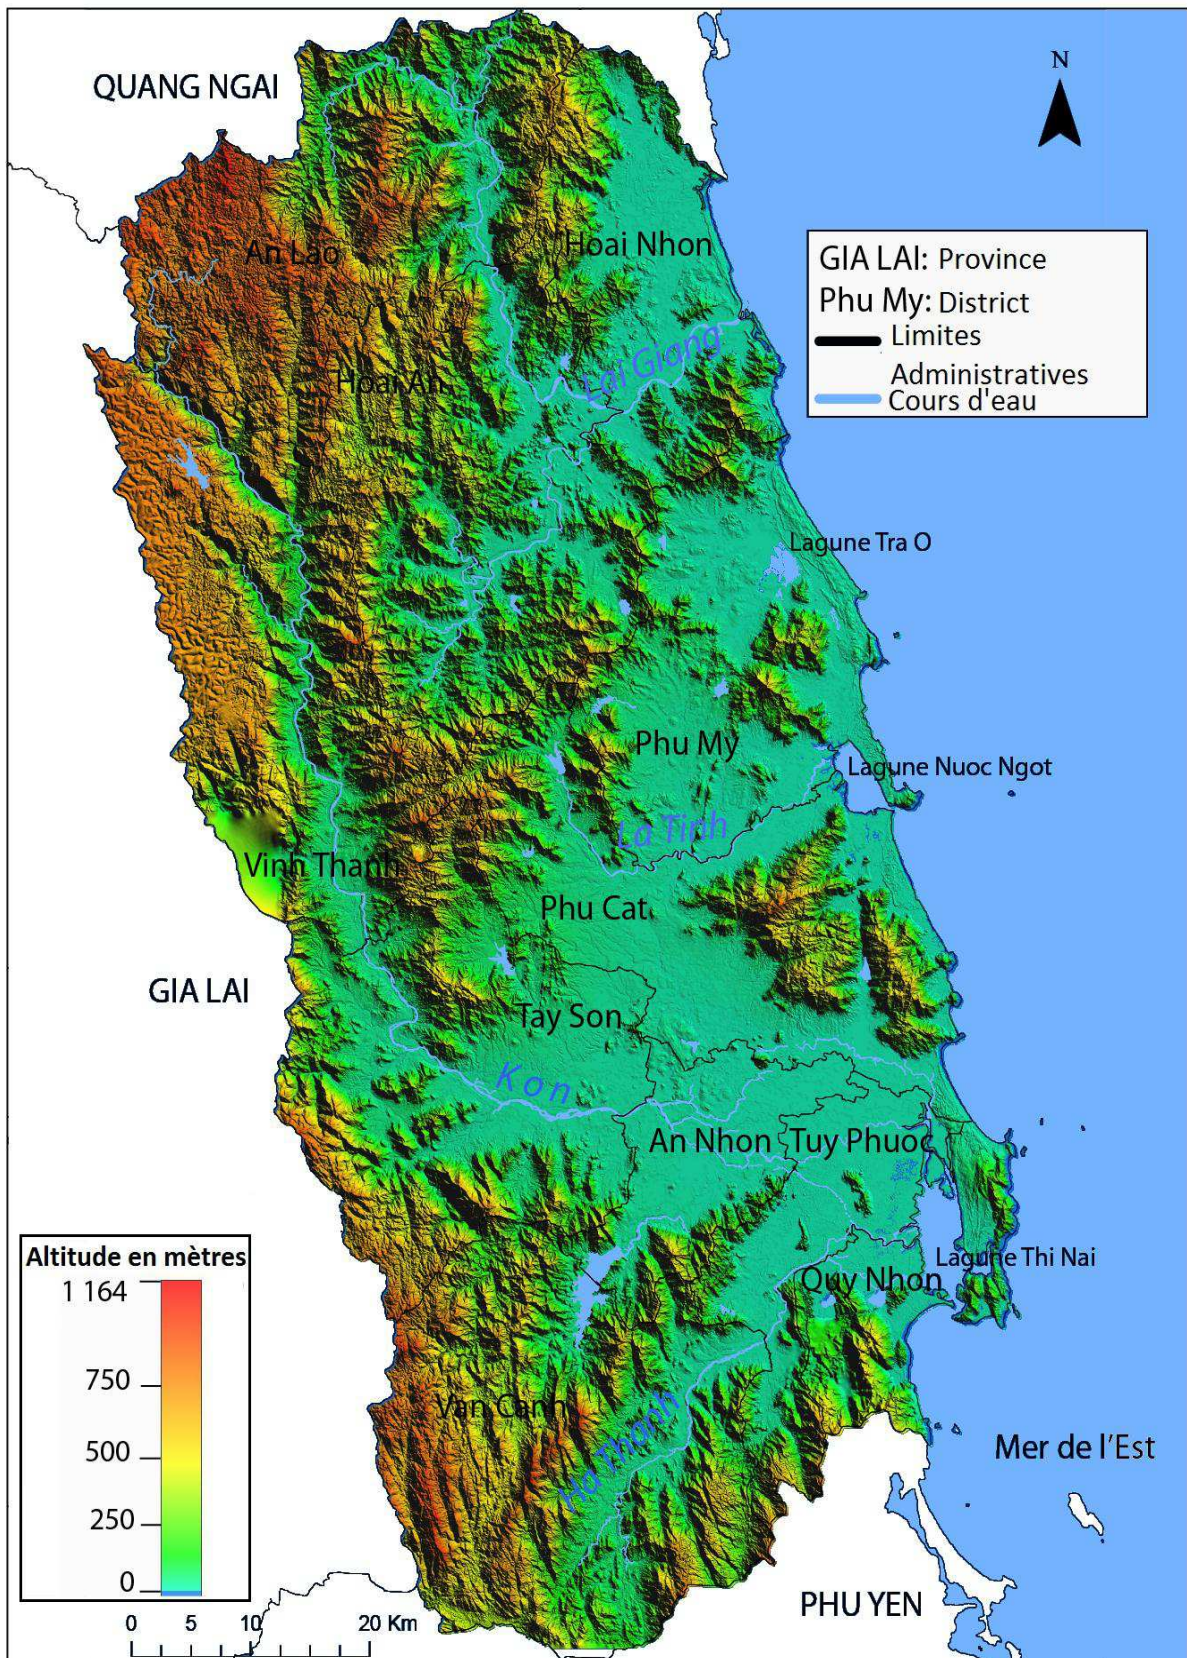 N
QUANG NGAI
An Lao
Hoai Nhon
GIA LAI: Province
Phu My: District
Limites
Administratives
Cours d'eau
Lai Giang
Hoai An
Lagune Tra O
Phu My
Lagune Nuoc Ngot
La Tinh
Vinh Thanh
Phu Cat
GIA LAI
Tay Son
Kon
An Nhon
Tuy Phuoc
Altitude en mètres
1 164
750
500
250
0
Lagune Thi Nai
Quy Nhon
Van Canh
Ha Thanh
Mer de l'Est
PHU YEN
0 5 10 20 Km